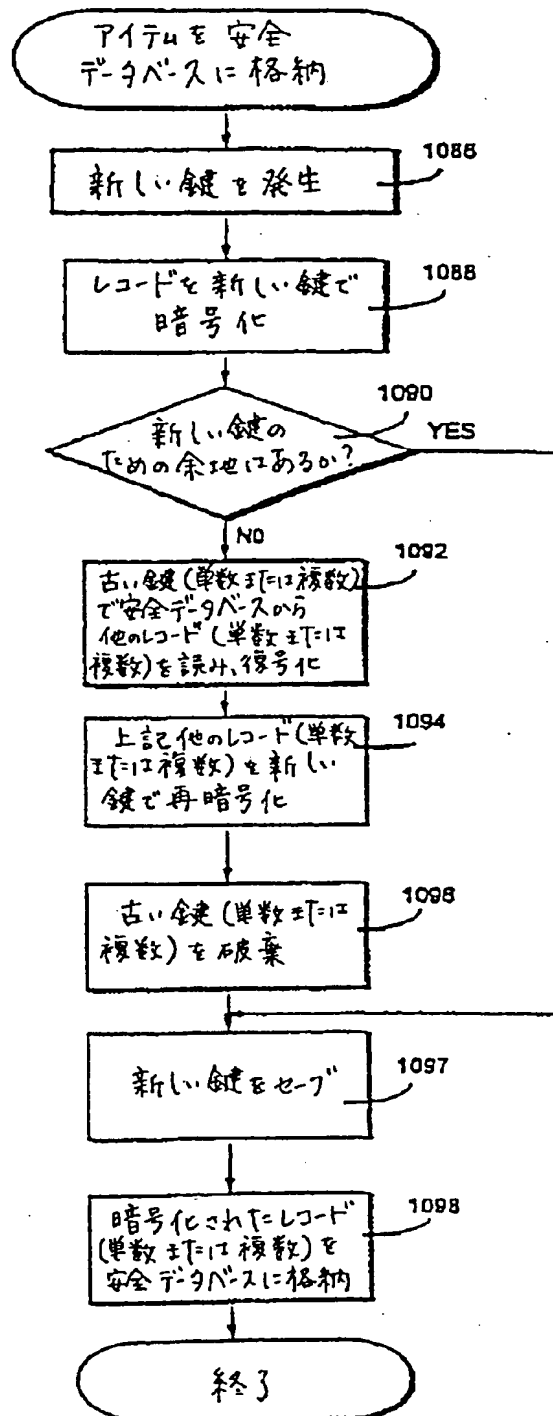 アイテムを安全
データベースに格納
1086
新しい鍵を発生
1088
レコードを新しい鍵で
暗号化
1090
新しい鍵の
ための余地はあるか?
YES
NO
1092
古い鍵(単数または複数)
で安全データベースから
他のレコード(単数または
複数)を読み、復号化
1094
上記他のレコード(単数
または複数)を新しい
鍵で再暗号化
1096
古い鍵(単数または
複数)を破棄
1097
新しい鍵をセーブ
1098
暗号化されたレコード
(単数または複数)を
安全データベースに格納
終了